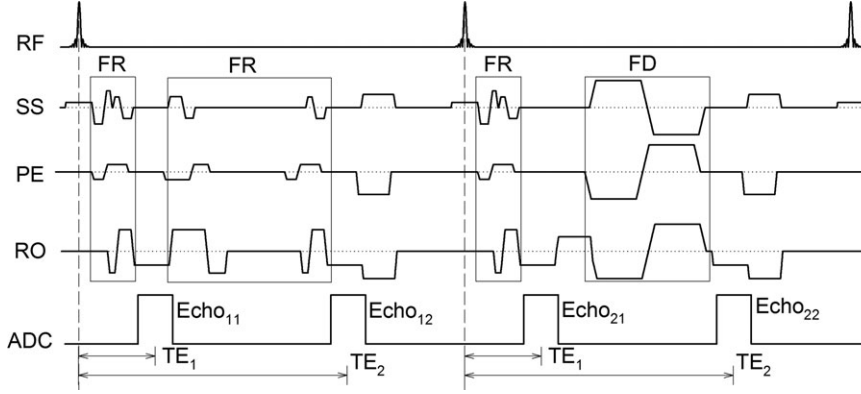 RF
FR FR FR FD
SS
PE
RO
Echo11 Echo12 Echo21 Echo22
ADC
TE1 TE2 TE1 TE2